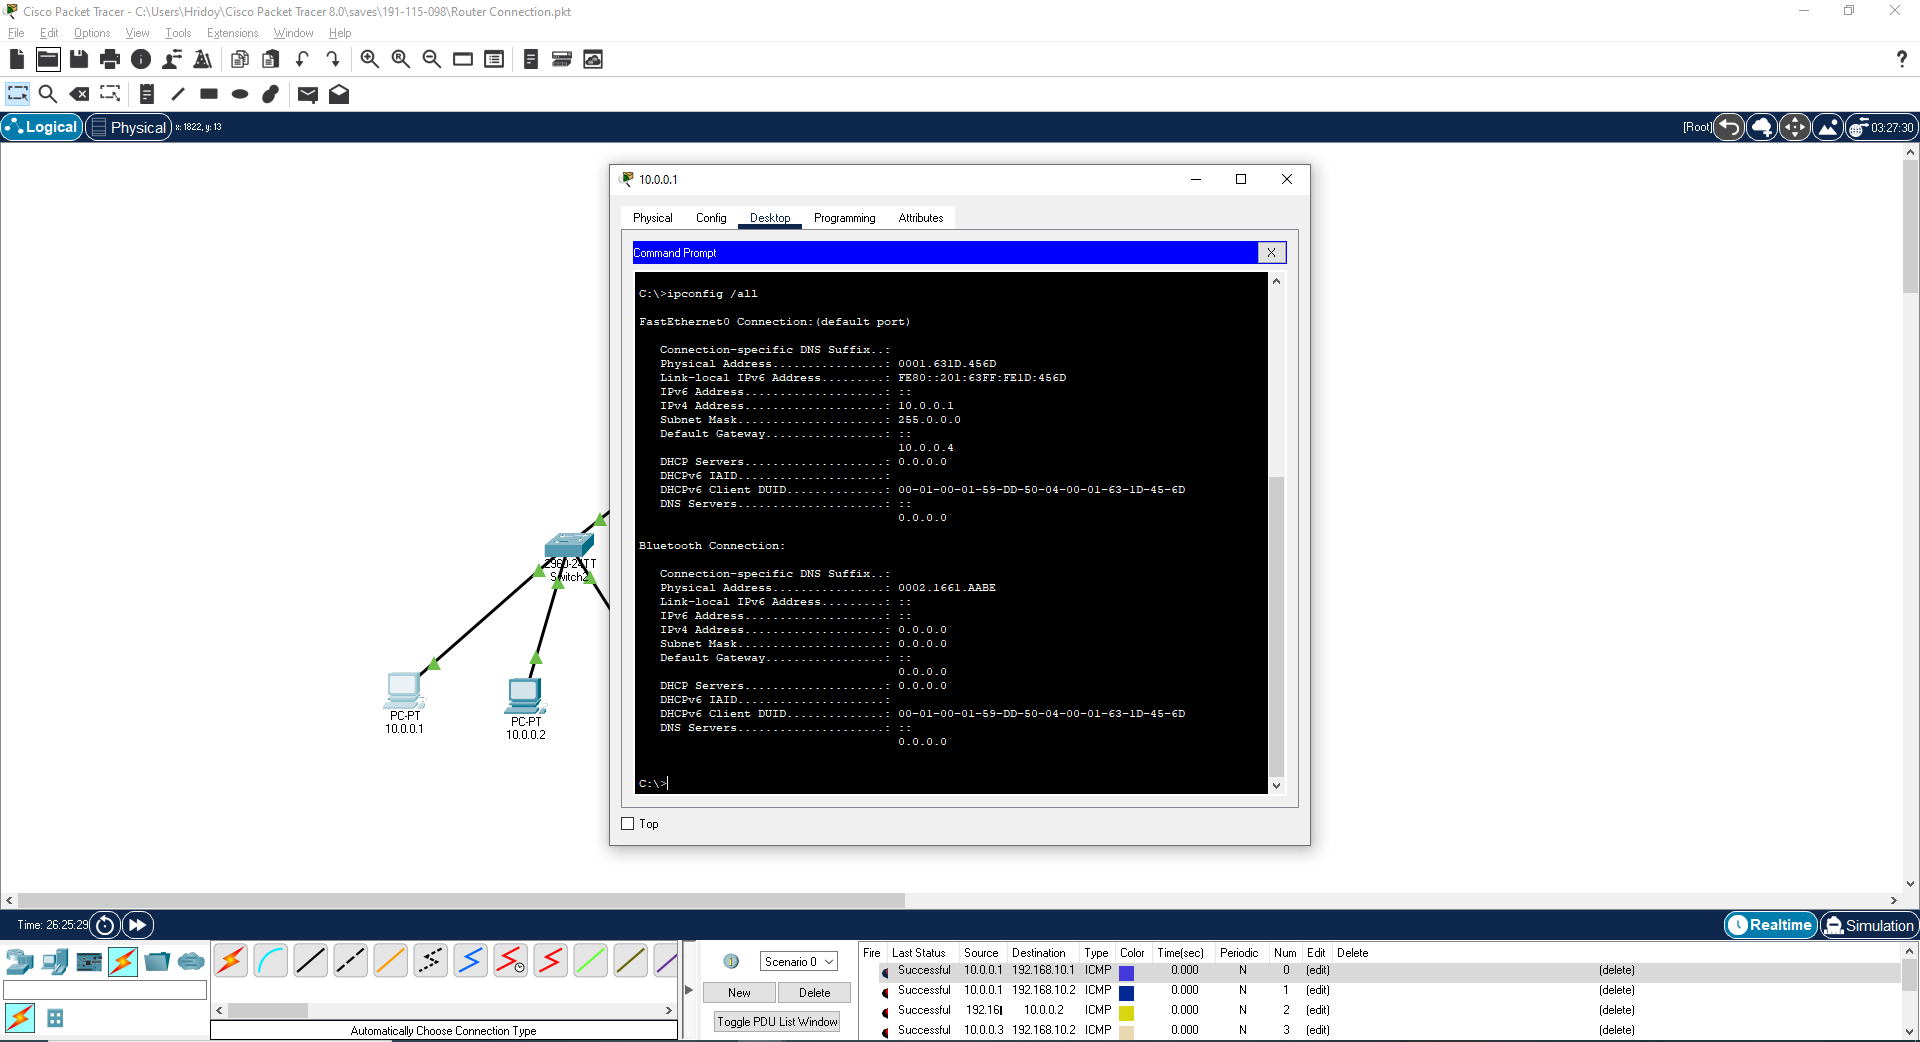 Cisco Packet Tracer - C:\Users\Hridoy\Cisco Packet Tracer 8.0\saves\191-115-098\Router Connection.pkt
File Edit Options View Tools Extensions Window Help
?
Logical Physical x: 1822, y: 13 [Root] 03:27:30
10.0.0.1
Physical Config Desktop Programming Attributes
Command Prompt X
C:\>ipconfig /all
FastEthernet0 Connection:(default port)
Connection-specific DNS Suffix..:
Physical Address................: 0001.631D.456D
Link-local IPv6 Address.........: FE80::201:63FF:FE1D:456D
IPv6 Address....................: ::
IPv4 Address....................: 10.0.0.1
Subnet Mask.....................: 255.0.0.0
Default Gateway.................: ::
10.0.0.4
DHCP Servers....................: 0.0.0.0
DHCPv6 IAID.....................:
DHCPv6 Client DUID..............: 00-01-00-01-59-DD-50-04-00-01-63-1D-45-6D
DNS Servers.....................: ::
0.0.0.0
Bluetooth Connection:
Connection-specific DNS Suffix..:
Physical Address................: 0002.1661.AABE
Link-local IPv6 Address.........: ::
IPv6 Address....................: ::
IPv4 Address....................: 0.0.0.0
Subnet Mask.....................: 0.0.0.0
Default Gateway.................: ::
0.0.0.0
DHCP Servers....................: 0.0.0.0
DHCPv6 IAID.....................:
DHCPv6 Client DUID..............: 00-01-00-01-59-DD-50-04-00-01-63-1D-45-6D
DNS Servers.....................: ::
0.0.0.0
C:\>
Top
2960-24TT
Switch2
PC-PT
10.0.0.1
PC-PT
10.0.0.2
Time: 26:25:29 Realtime Simulation
Automatically Choose Connection Type
Scenario 0
New Delete
Toggle PDU List Window
Fire Last Status Source Destination Type Color Time(sec) Periodic Num Edit Delete
Successful 10.0.0.1 192.168.10.1 ICMP 0.000 N 0 (edit) (delete)
Successful 10.0.0.1 192.168.10.2 ICMP 0.000 N 1 (edit) (delete)
Successful 192.16 10.0.0.2 ICMP 0.000 N 2 (edit) (delete)
Successful 10.0.0.3 192.168.10.2 ICMP 0.000 N 3 (edit) (delete)